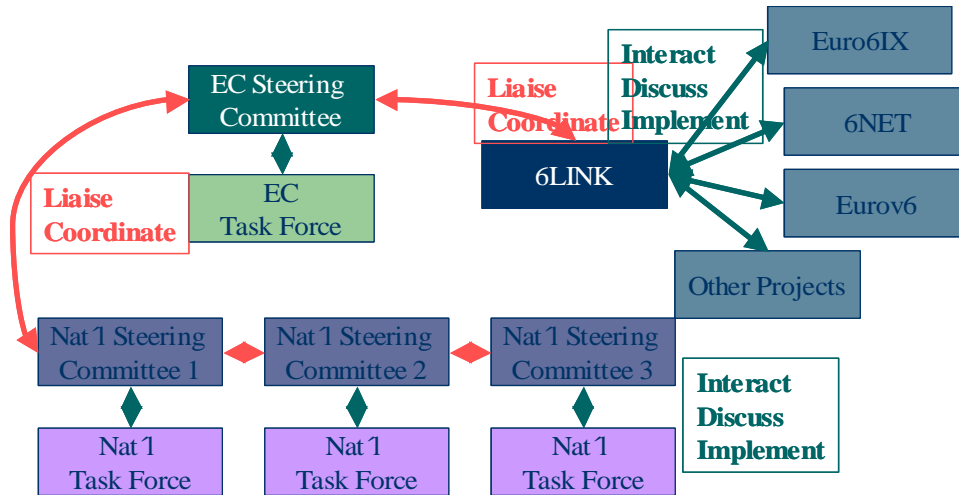 Euro6IX
Interact
Discuss
Implement
EC Steering
Committee
Liaise
Coordinate
6NET
6LINK
EC
Task Force
Liaise
Coordinate
Eurov6
Other Projects
Nat'l Steering
Committee 1
Nat'l Steering
Committee 2
Nat'l Steering
Committee 3
Interact
Discuss
Implement
Nat'l
Task Force
Nat'l
Task Force
Nat'l
Task Force